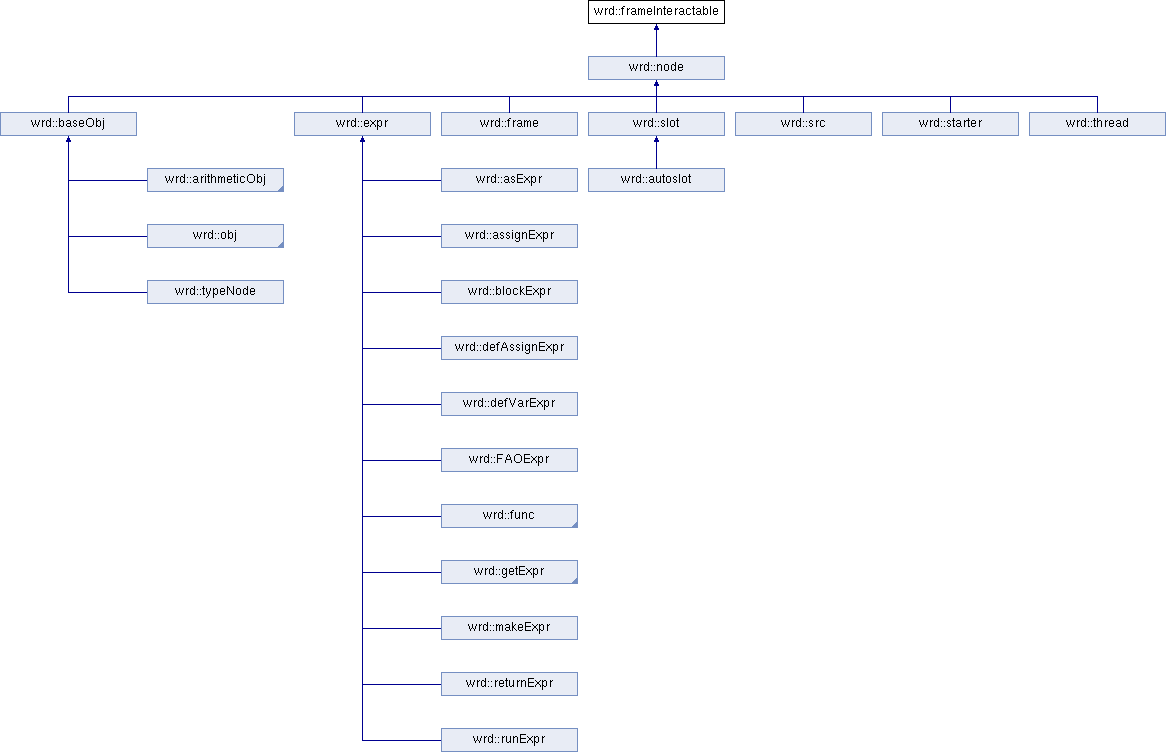 wrd::frameInteractable
wrd::node
wrd::baseObj
wrd::expr
wrd::frame
wrd::slot
wrd::src
wrd::starter
wrd::thread
wrd::arithmeticObj
wrd::asExpr
wrd::autoslot
wrd::obj
wrd::assignExpr
wrd::typeNode
wrd::blockExpr
wrd::defAssignExpr
wrd::defVarExpr
wrd::FAOExpr
wrd::func
wrd::getExpr
wrd::makeExpr
wrd::returnExpr
wrd::runExpr